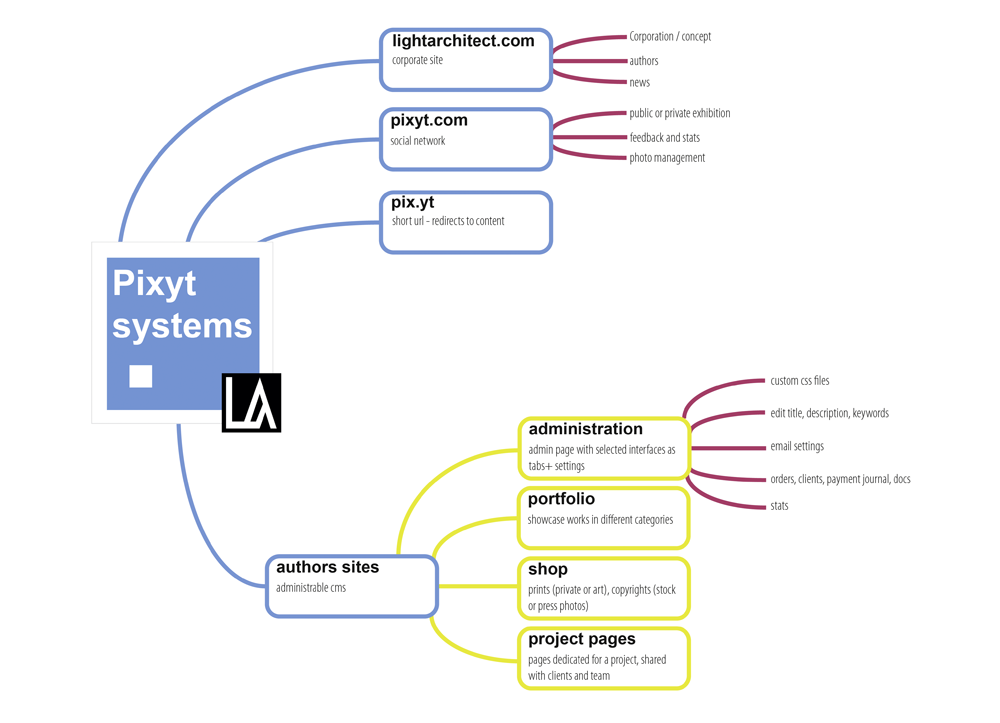 lightarchitect.com
corporate site
Corporation / concept
authors
news
pixyt.com
social network
public or private exhibition
feedback and stats
photo management
pix.yt
short url - redirects to content
Pixyt
systems
LA
administration
admin page with selected interfaces as
tabs+ settings
custom css files
edit title, description, keywords
email settings
orders, clients, payment journal, docs
stats
portfolio
showcase works in different categories
authors sites
administrable cms
shop
prints (private or art), copyrights (stock
or press photos)
project pages
pages dedicated for a project, shared
with clients and team